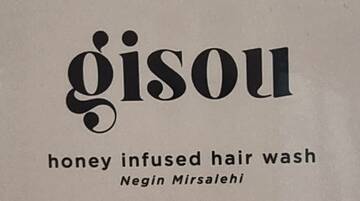 gisou
honey infused hair wash
Negin Mirsalehi